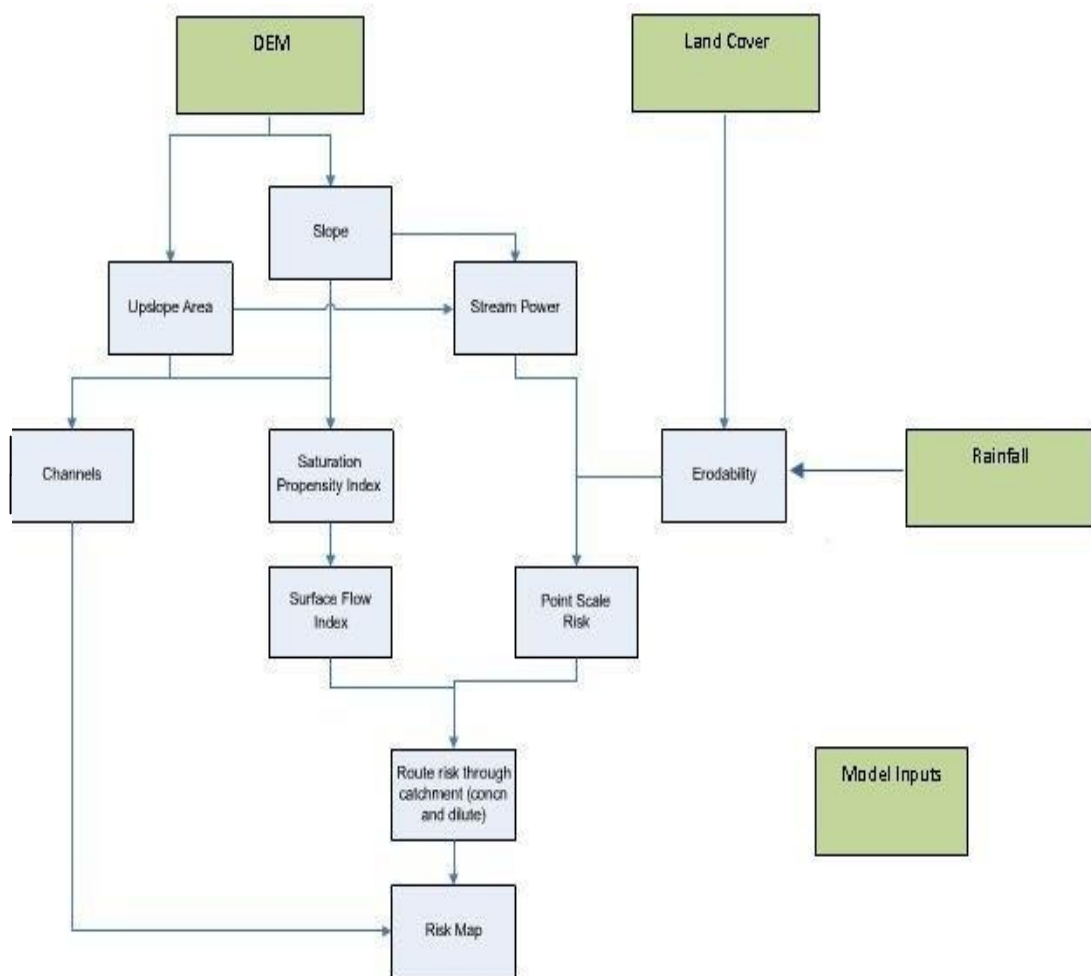 DEM
Land Cover
Slope
Upslope Area
Stream Power
Channels
Saturation
Propensity Index
Erodability
Rainfall
Surface Flow
Index
Point Scale
Risk
Route risk through
catchment (concn
and dilute)
Model Inputs
Risk Map